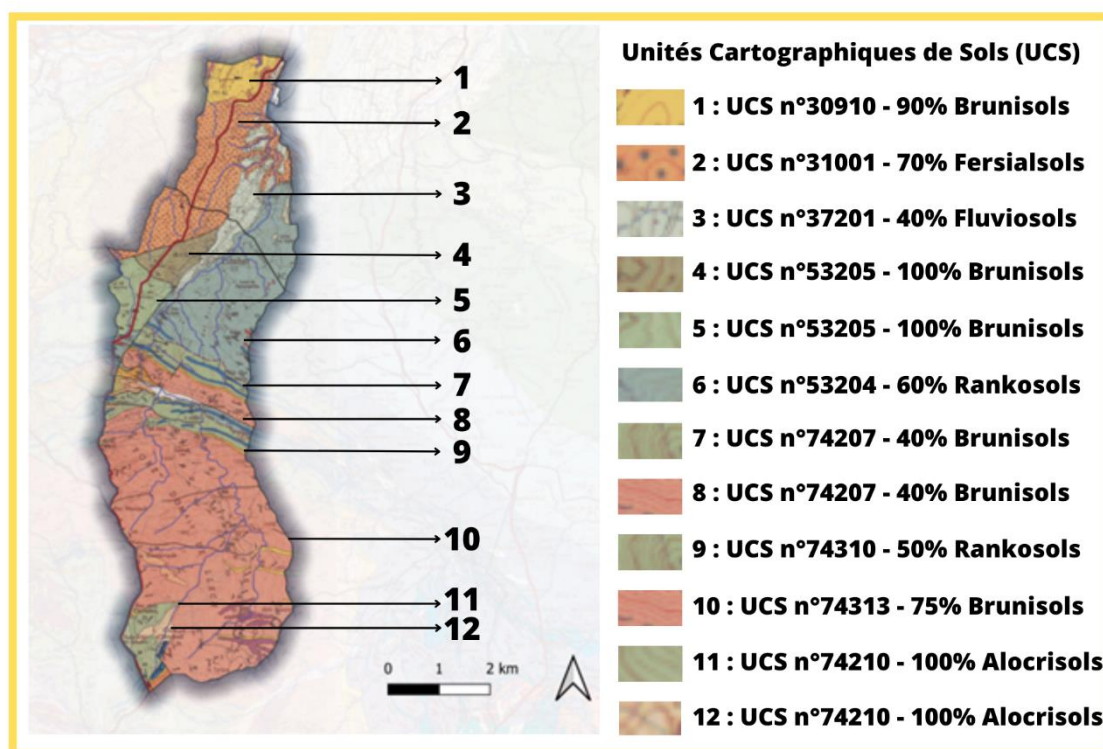 Unités Cartographiques de Sols (UCS)
1
2
3
4
5
6
7
8
9
10
11
12
0 1 2 km
1 : UCS n°30910 - 90% Brunisols
2 : UCS n°31001 - 70% Fersialsols
3 : UCS n°37201 - 40% Fluviosols
4 : UCS n°53205 - 100% Brunisols
5 : UCS n°53205 - 100% Brunisols
6 : UCS n°53204 - 60% Rankosols
7 : UCS n°74207 - 40% Brunisols
8 : UCS n°74207 - 40% Brunisols
9 : UCS n°74310 - 50% Rankosols
10 : UCS n°74313 - 75% Brunisols
11 : UCS n°74210 - 100% Alocrisols
12 : UCS n°74210 - 100% Alocrisols